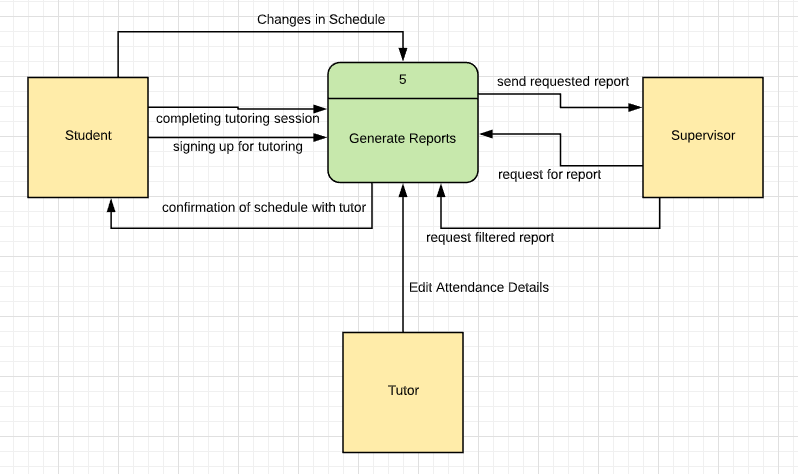 Changes in Schedule
5
send requested report
completing tutoring session
Student
Generate Reports
Supervisor
signing up for tutoring
request for report
confirmation of schedule with tutor
request filtered report
Edit Attendance Details
Tutor